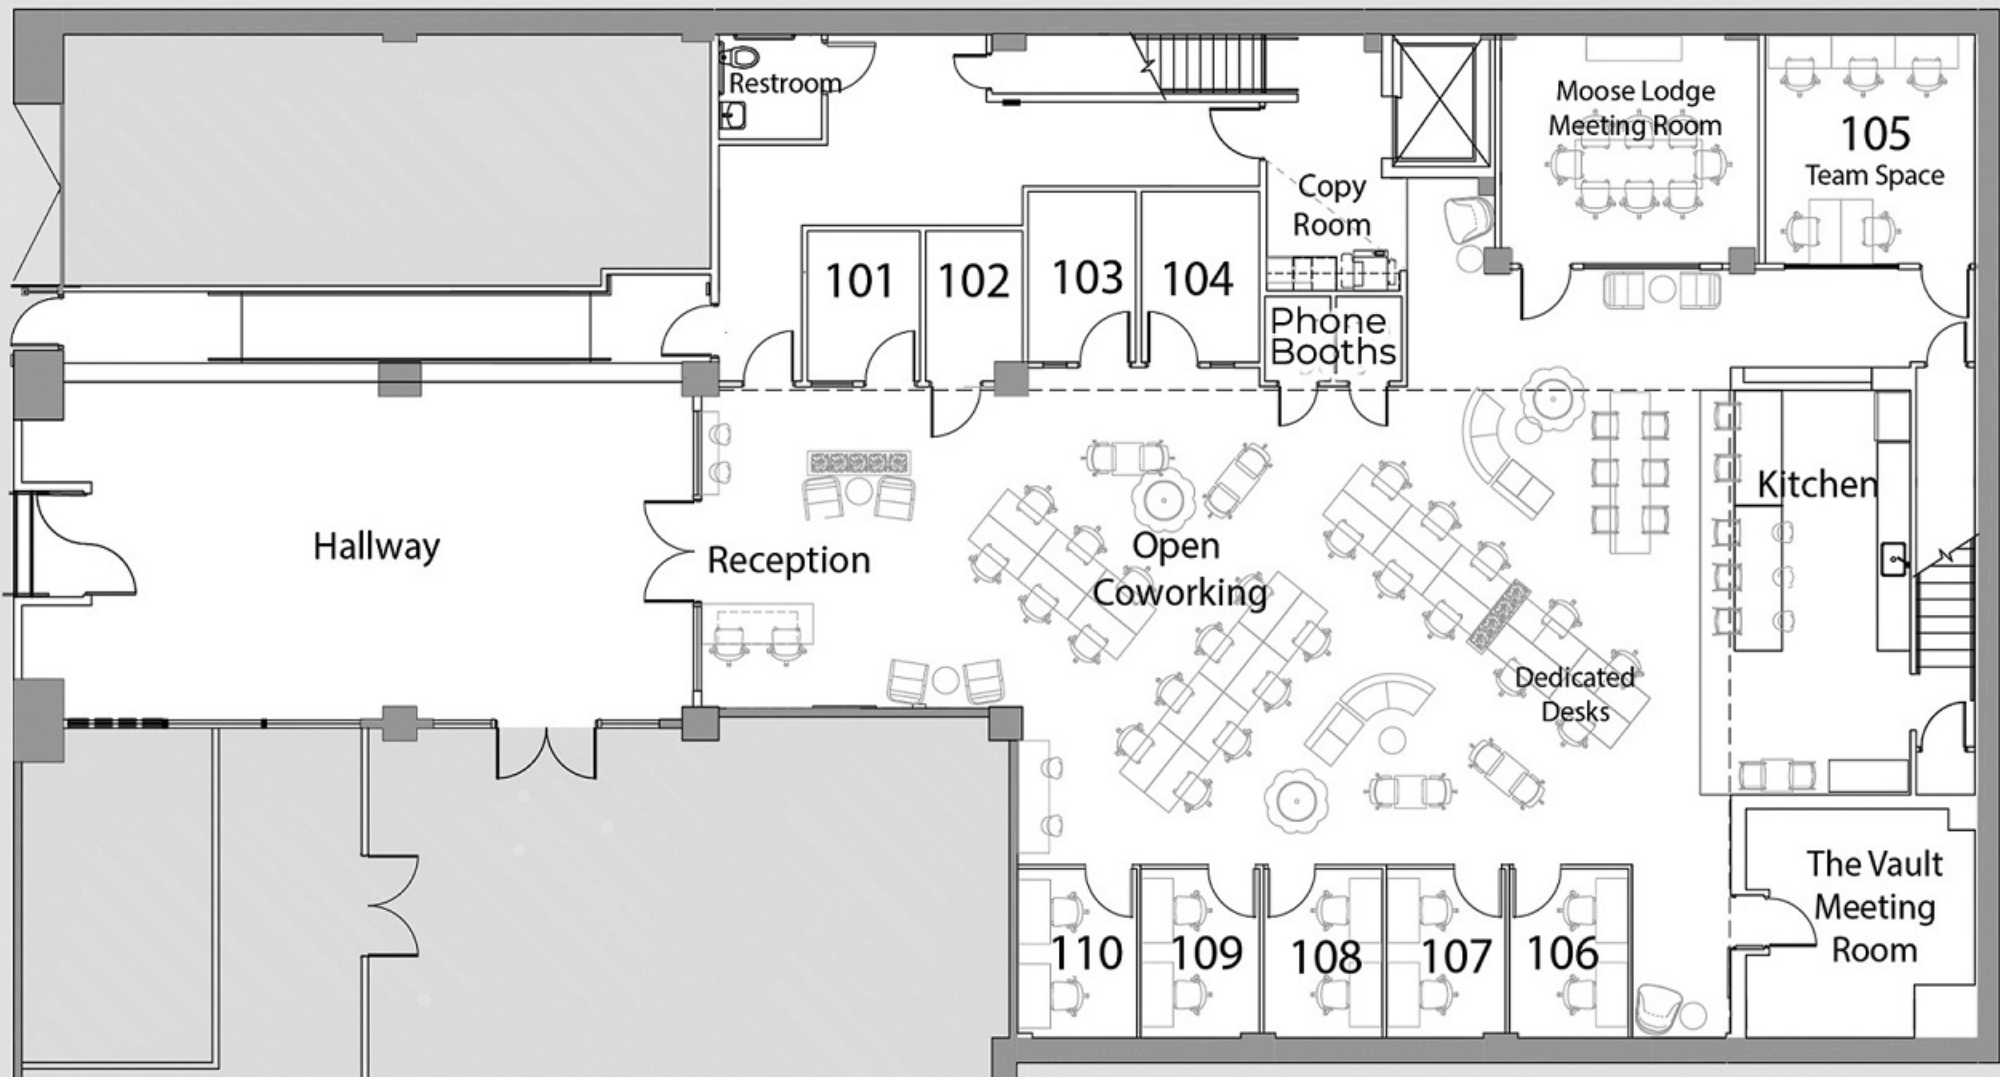 Restroom
Moose Lodge
Meeting Room
105
Team Space
Copy
Room
101
102
103
104
Phone
Booths
Hallway
Reception
Open
Coworking
Kitchen
Dedicated
Desks
The Vault
Meeting
Room
110
109
108
107
106